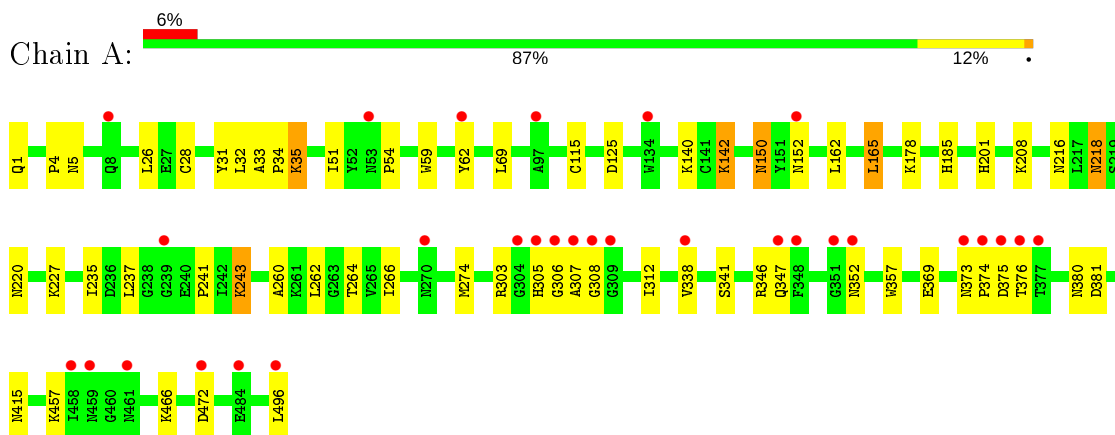 6%
Chain A:
87% 12% •
Q1 P4 N5 Q8 L26 E27 C28 Y31 L32 A33 P34 K35 I51 Y52 N53 P54 W59 Y62 L69 A97 C115 D125 W134 K140 C141 K142 N150 Y151 N152 L162 L165 K178 H185 H201 K208 N216 L217 N218 S219
N220 K227 I235 D236 L237 G238 G239 E240 P241 I242 K243 A260 K261 L262 G263 T264 V265 I266 N270 M274 R303 G304 H305 G306 A307 G308 G309 I312 V338 S341 R346 Q347 F348 G351 N352 W357 E369 N373 P374 D375 T376 T377 N380 D381
N415 K457 I458 N459 G460 N461 K466 D472 E484 L496